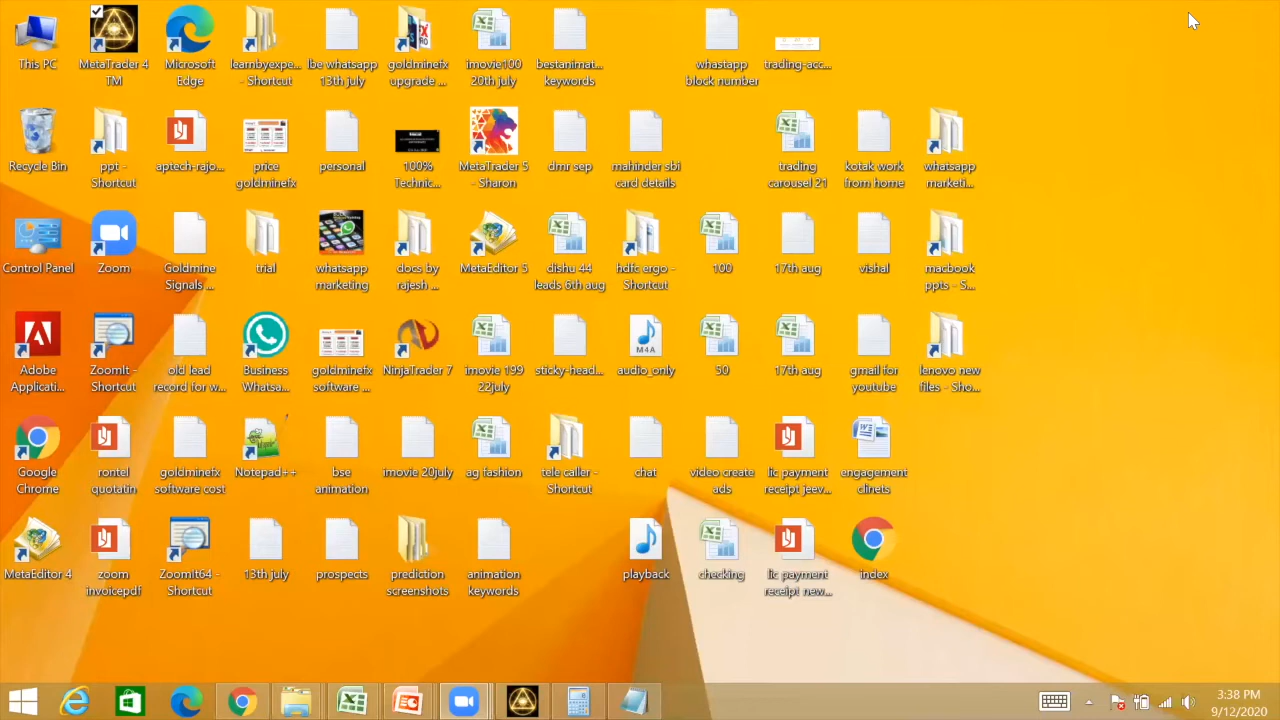 This PC
MetaTrader 4
TM
Microsoft
Edge
learnbyexpe...
- Shortcut
lbe whatsapp
13th july
goldminefx
upgrade ...
imovie100
20th july
bestanimat...
keywords
whastapp
block number
trading-acc...
Recycle Bin
ppt -
Shortcut
aptech-rajo...
price
goldminefx
personal
100%
Technic...
MetaTrader 5
- Sharon
dmr sep
mahinder sbi
card details
trading
carousel 21
kotak work
from home
whatsapp
marketi...
Control Panel
Zoom
Goldmine
Signals ...
trial
whatsapp
marketing
docs by
rajesh ...
MetaEditor 5
dishu 44
leads 6th aug
hdfc ergo -
Shortcut
100
17th aug
vishal
macbook
ppts - S...
Adobe
Applicati...
ZoomIt -
Shortcut
old lead
record for w...
Business
Whatsa...
goldminefx
software ...
NinjaTrader 7
imovie 199
22july
sticky-head...
M4A
audio_only
50
17th aug
gmail for
youtube
lenovo new
files - Sho...
Google
Chrome
rontel
quotatin
goldminefx
software cost
Notepad++
bse
animation
imovie 20july
ag fashion
tele caller -
Shortcut
chat
video create
ads
lic payment
receipt jeev...
engagement
clinets
MetaEditor 4
zoom
invoicepdf
ZoomIt64 -
Shortcut
13th july
prospects
prediction
screenshots
animation
keywords
playback
checking
lic payment
receipt new...
index
3:38 PM
9/12/2020